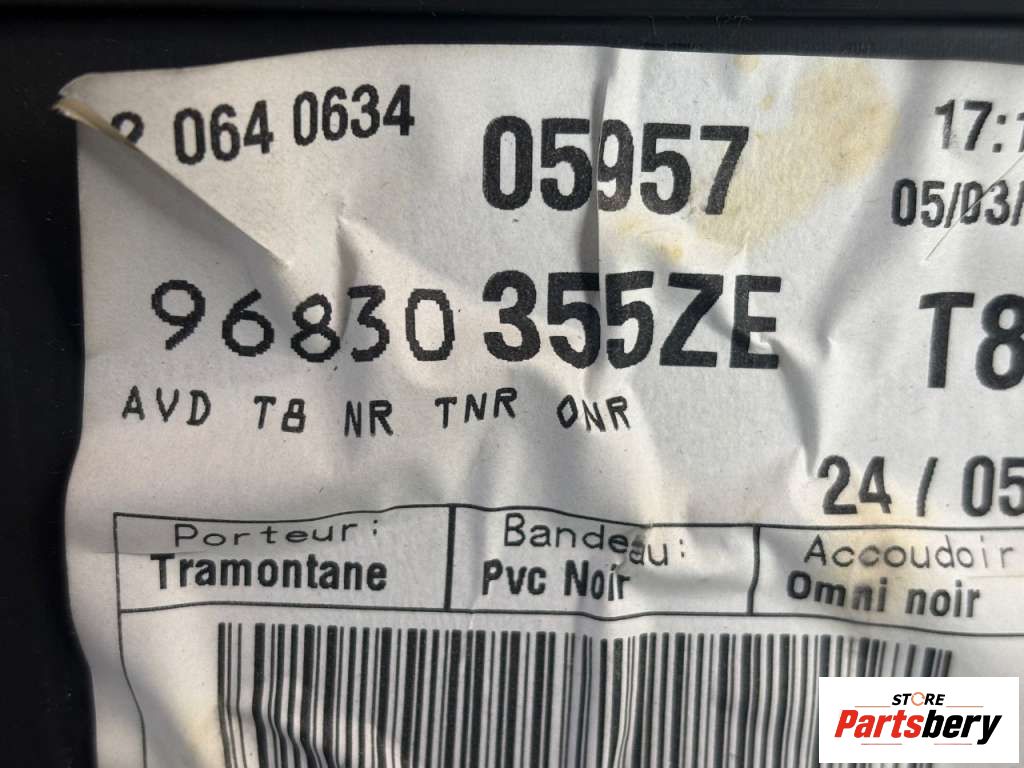 064 0634 05957 17:1
05/03/
96830 355ZE T8
AVD T8 NR TNR ONR
24 / 05
Porteur: Bandeau: Accoudoir
Tramontane Pvc Noir Omni noir
STORE
Partsbery